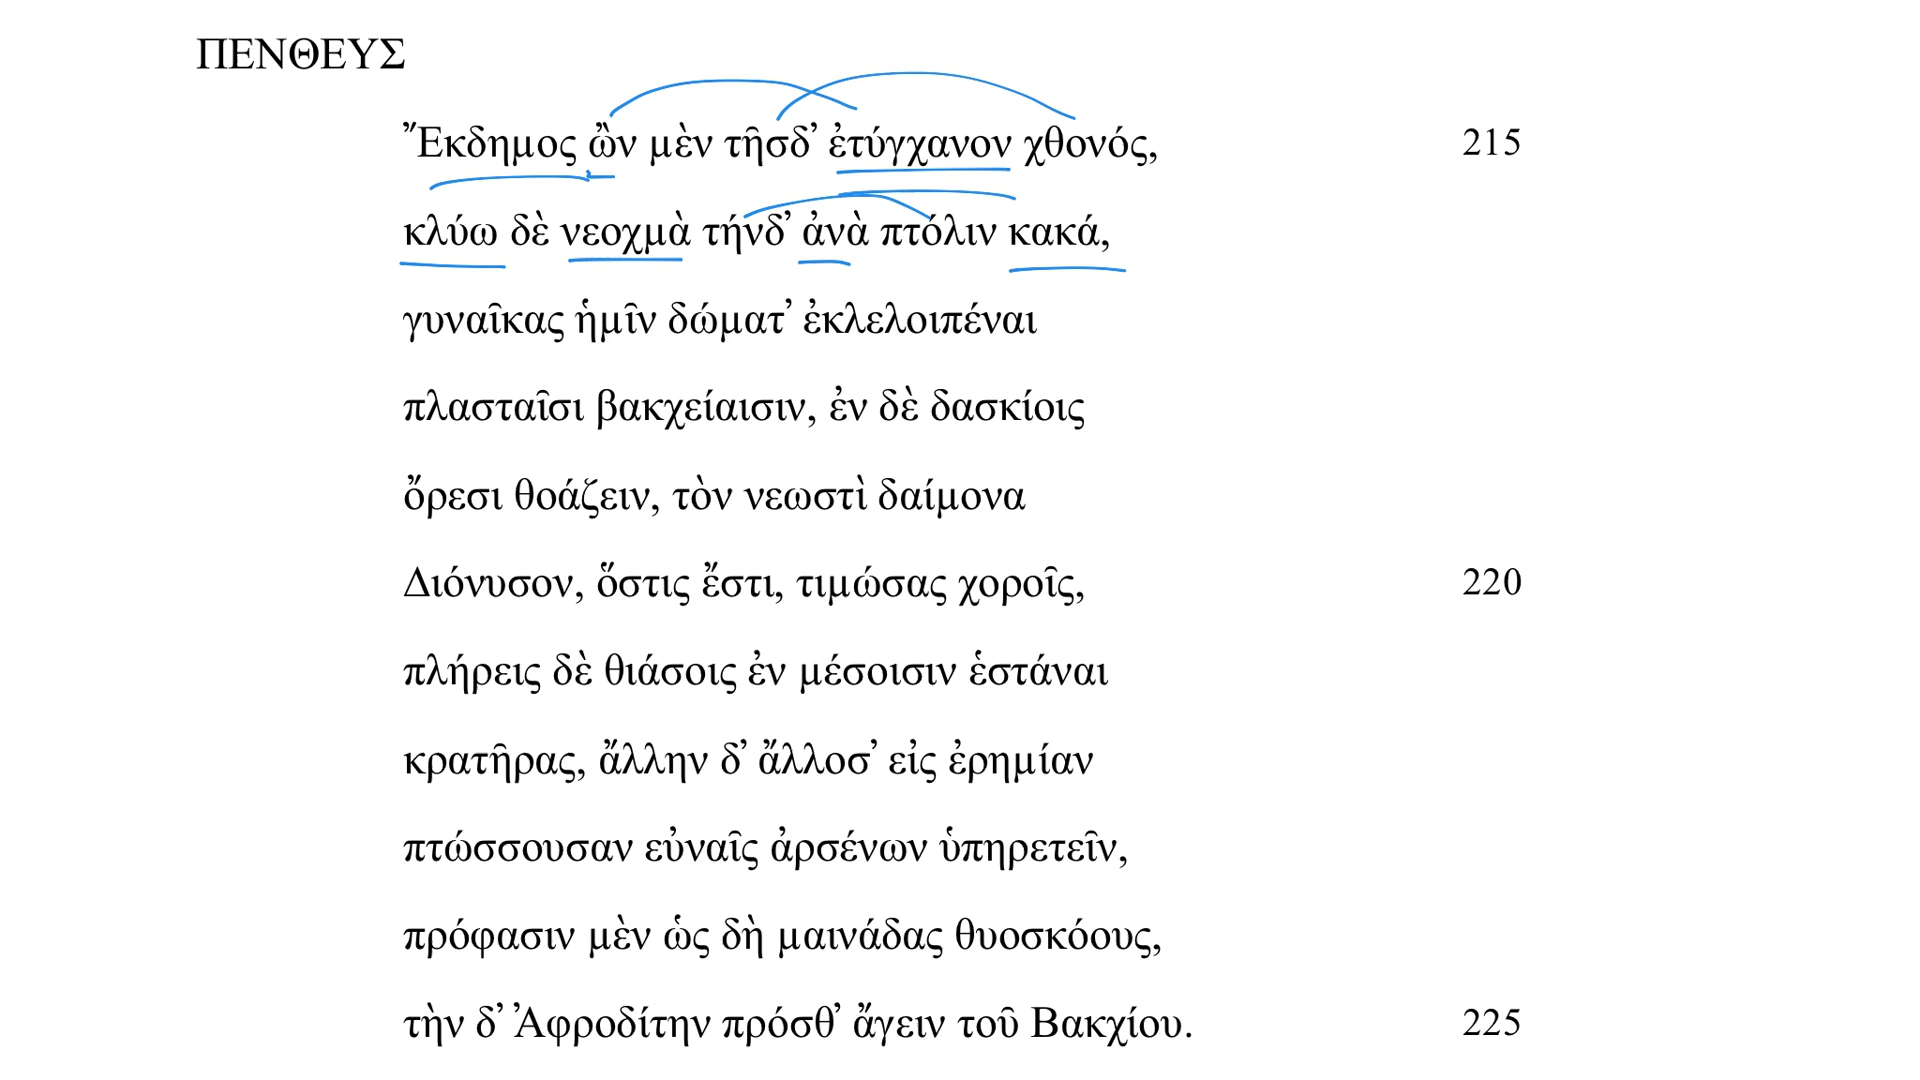 ΠΕΝΘΕΥΣ
Ἔκδημος ὢν μὲν τῆσδ’ ἐτύγχανον χθονός, 215
κλύω δὲ νεοχμὰ τήνδ’ ἀνὰ πτόλιν κακά,
γυναῖκας ἡμῖν δώματ’ ἐκλελοιπέναι
πλασταῖσι βακχείαισιν, ἐν δὲ δασκίοις
ὄρεσι θοάζειν, τὸν νεωστὶ δαίμονα
Διόνυσον, ὅστις ἔστι, τιμώσας χοροῖς, 220
πλήρεις δὲ θιάσοις ἐν μέσοισιν ἑστάναι
κρατῆρας, ἄλλην δ’ ἄλλοσ’ εἰς ἐρημίαν
πτώσσουσαν εὐναῖς ἀρσένων ὑπηρετεῖν,
πρόφασιν μὲν ὡς δὴ μαινάδας θυοσκόους,
τὴν δ’ Ἀφροδίτην πρόσθ’ ἄγειν τοῦ Βακχίου. 225